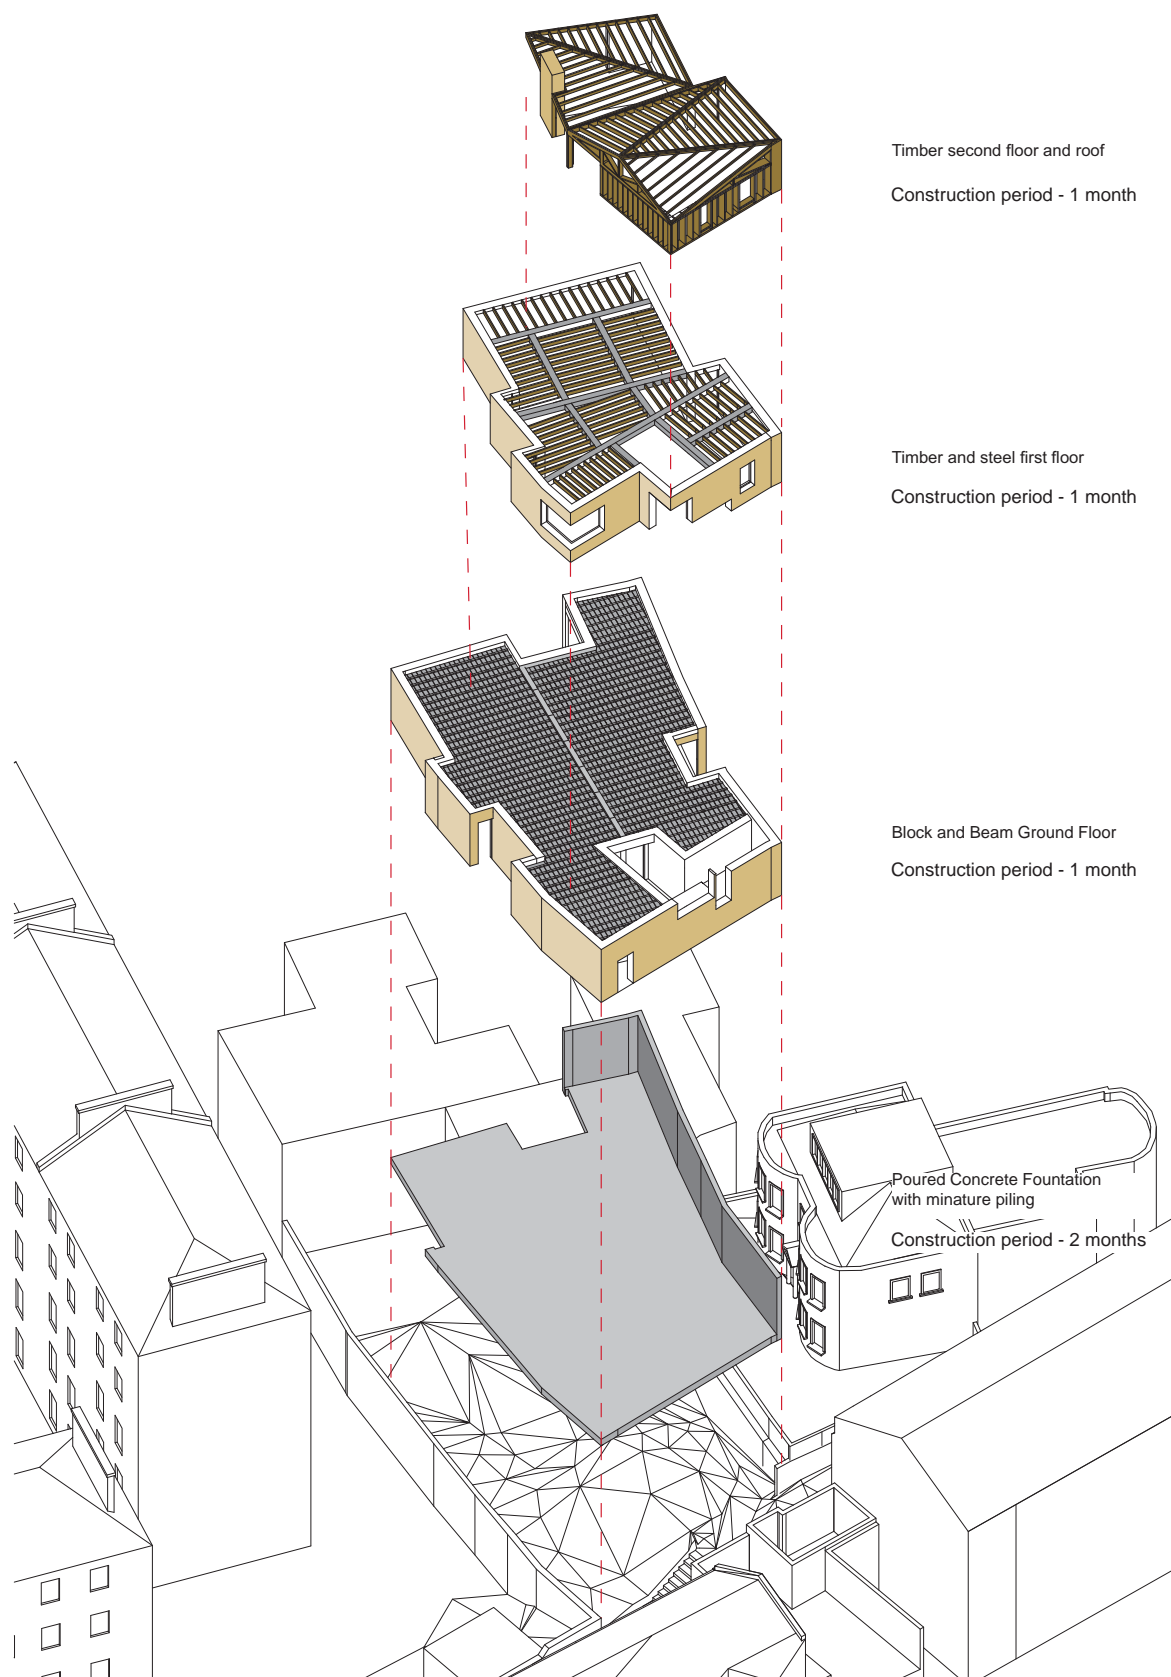 Timber second floor and roof
Construction period - 1 month
Timber and steel first floor
Construction period - 1 month
Block and Beam Ground Floor
Construction period - 1 month
Poured Concrete Fountation
with minature piling
Construction period - 2 months